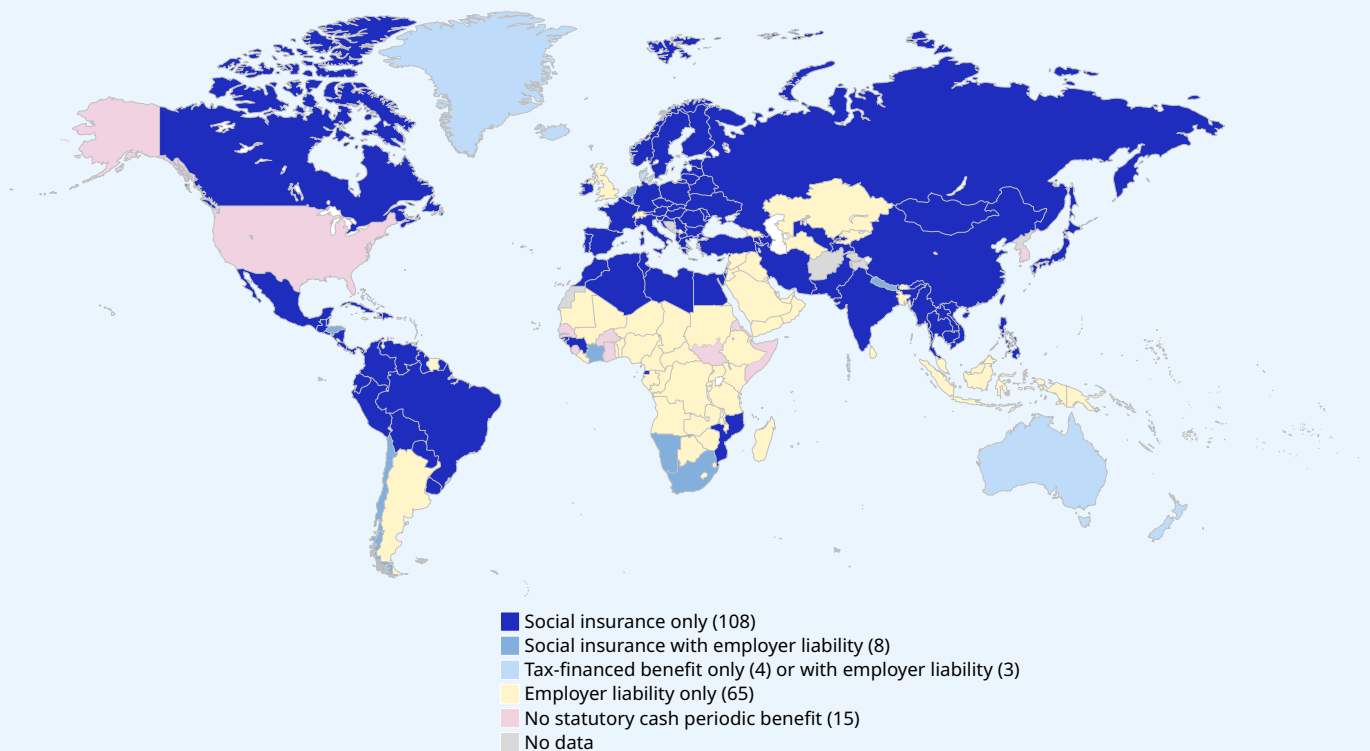 Social insurance only (108)
Social insurance with employer liability (8)
Tax-financed benefit only (4) or with employer liability (3)
Employer liability only (65)
No statutory cash periodic benefit (15)
No data